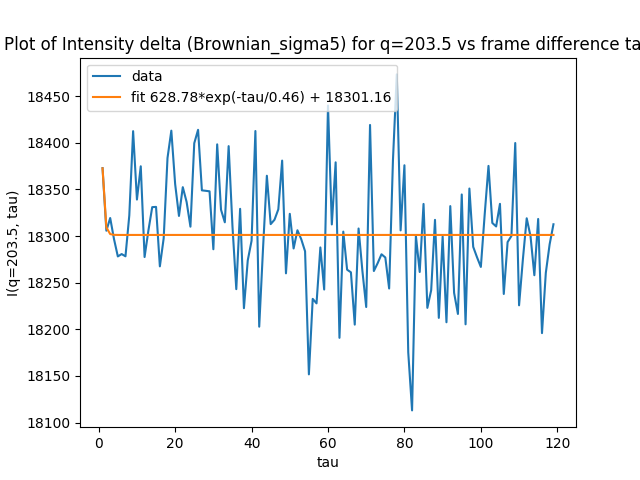 Plot of Intensity delta (Brownian_sigma5) for q=203.5 vs frame difference ta
data
fit 628.78*exp(-tau/0.46) + 18301.16
I(q=203.5, tau)
18450
18400
18350
18300
18250
18200
18150
18100
0 20 40 60 80 100 120
tau